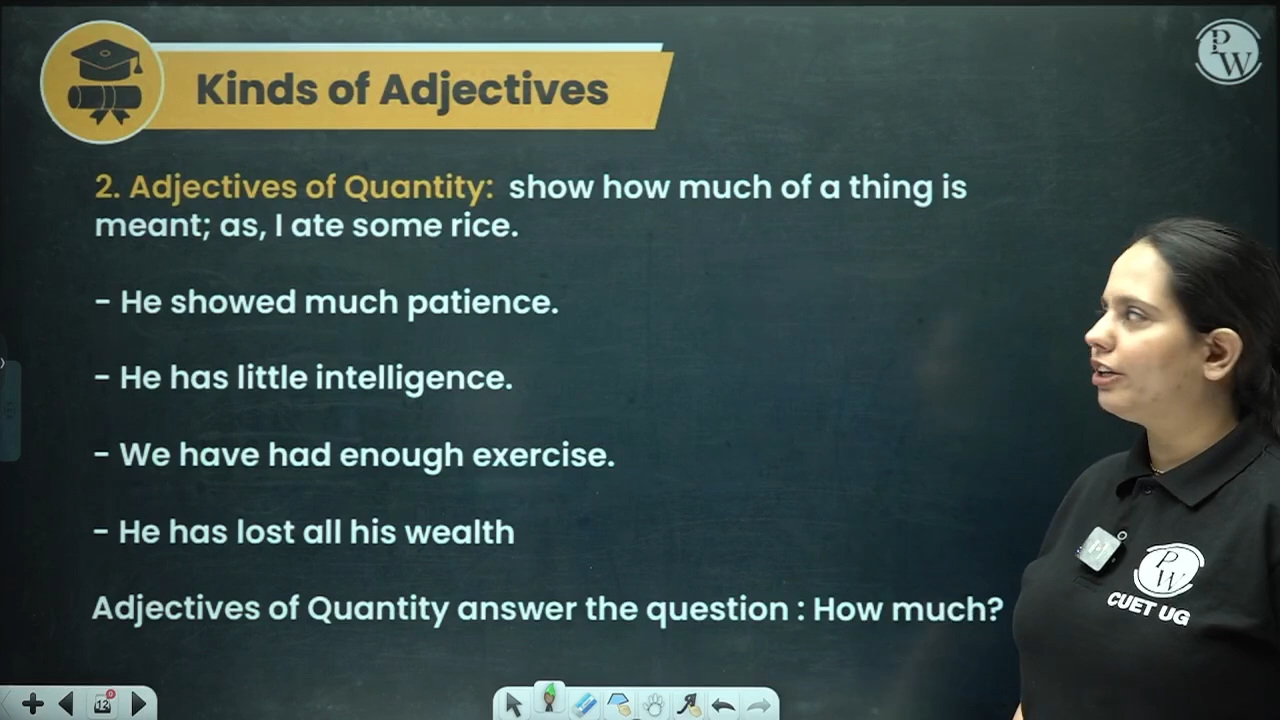 PW
Kinds of Adjectives
2. Adjectives of Quantity: show how much of a thing is
meant; as, I ate some rice.
- He showed much patience.
- He has little intelligence.
- We have had enough exercise.
- He has lost all his wealth
Adjectives of Quantity answer the question : How much?
PW
CUET UG
12
0